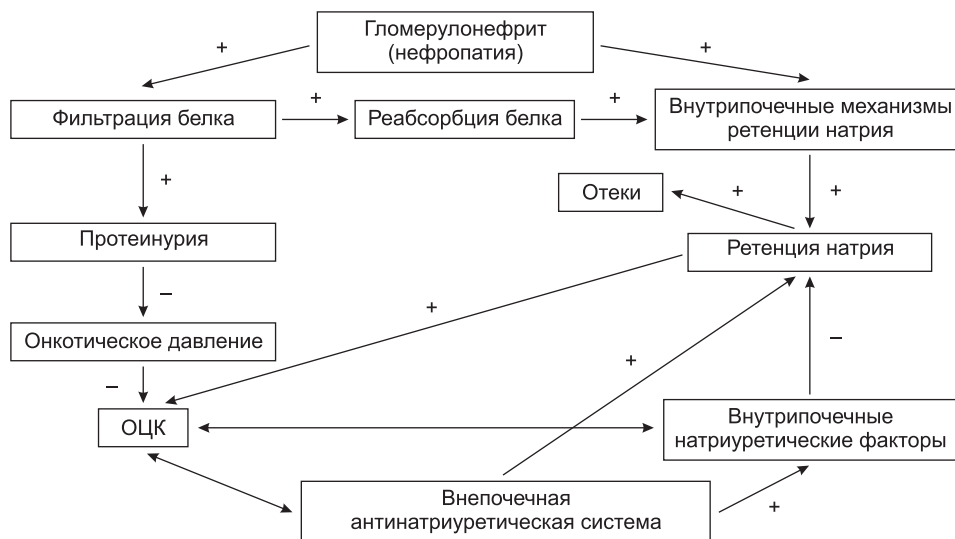 Гломерулонефрит
(нефропатия)
+
+
Фильтрация белка
+
Реабсорбция белка
+
Внутрипочечные механизмы
ретенции натрия
+
Отеки
+
+
Протеинурия
Ретенция натрия
–
+
Онкотическое давление
+
–
–
ОЦК
Внутрипочечные
натриуретические факторы
Внепочечная
антинатриуретическая система
+